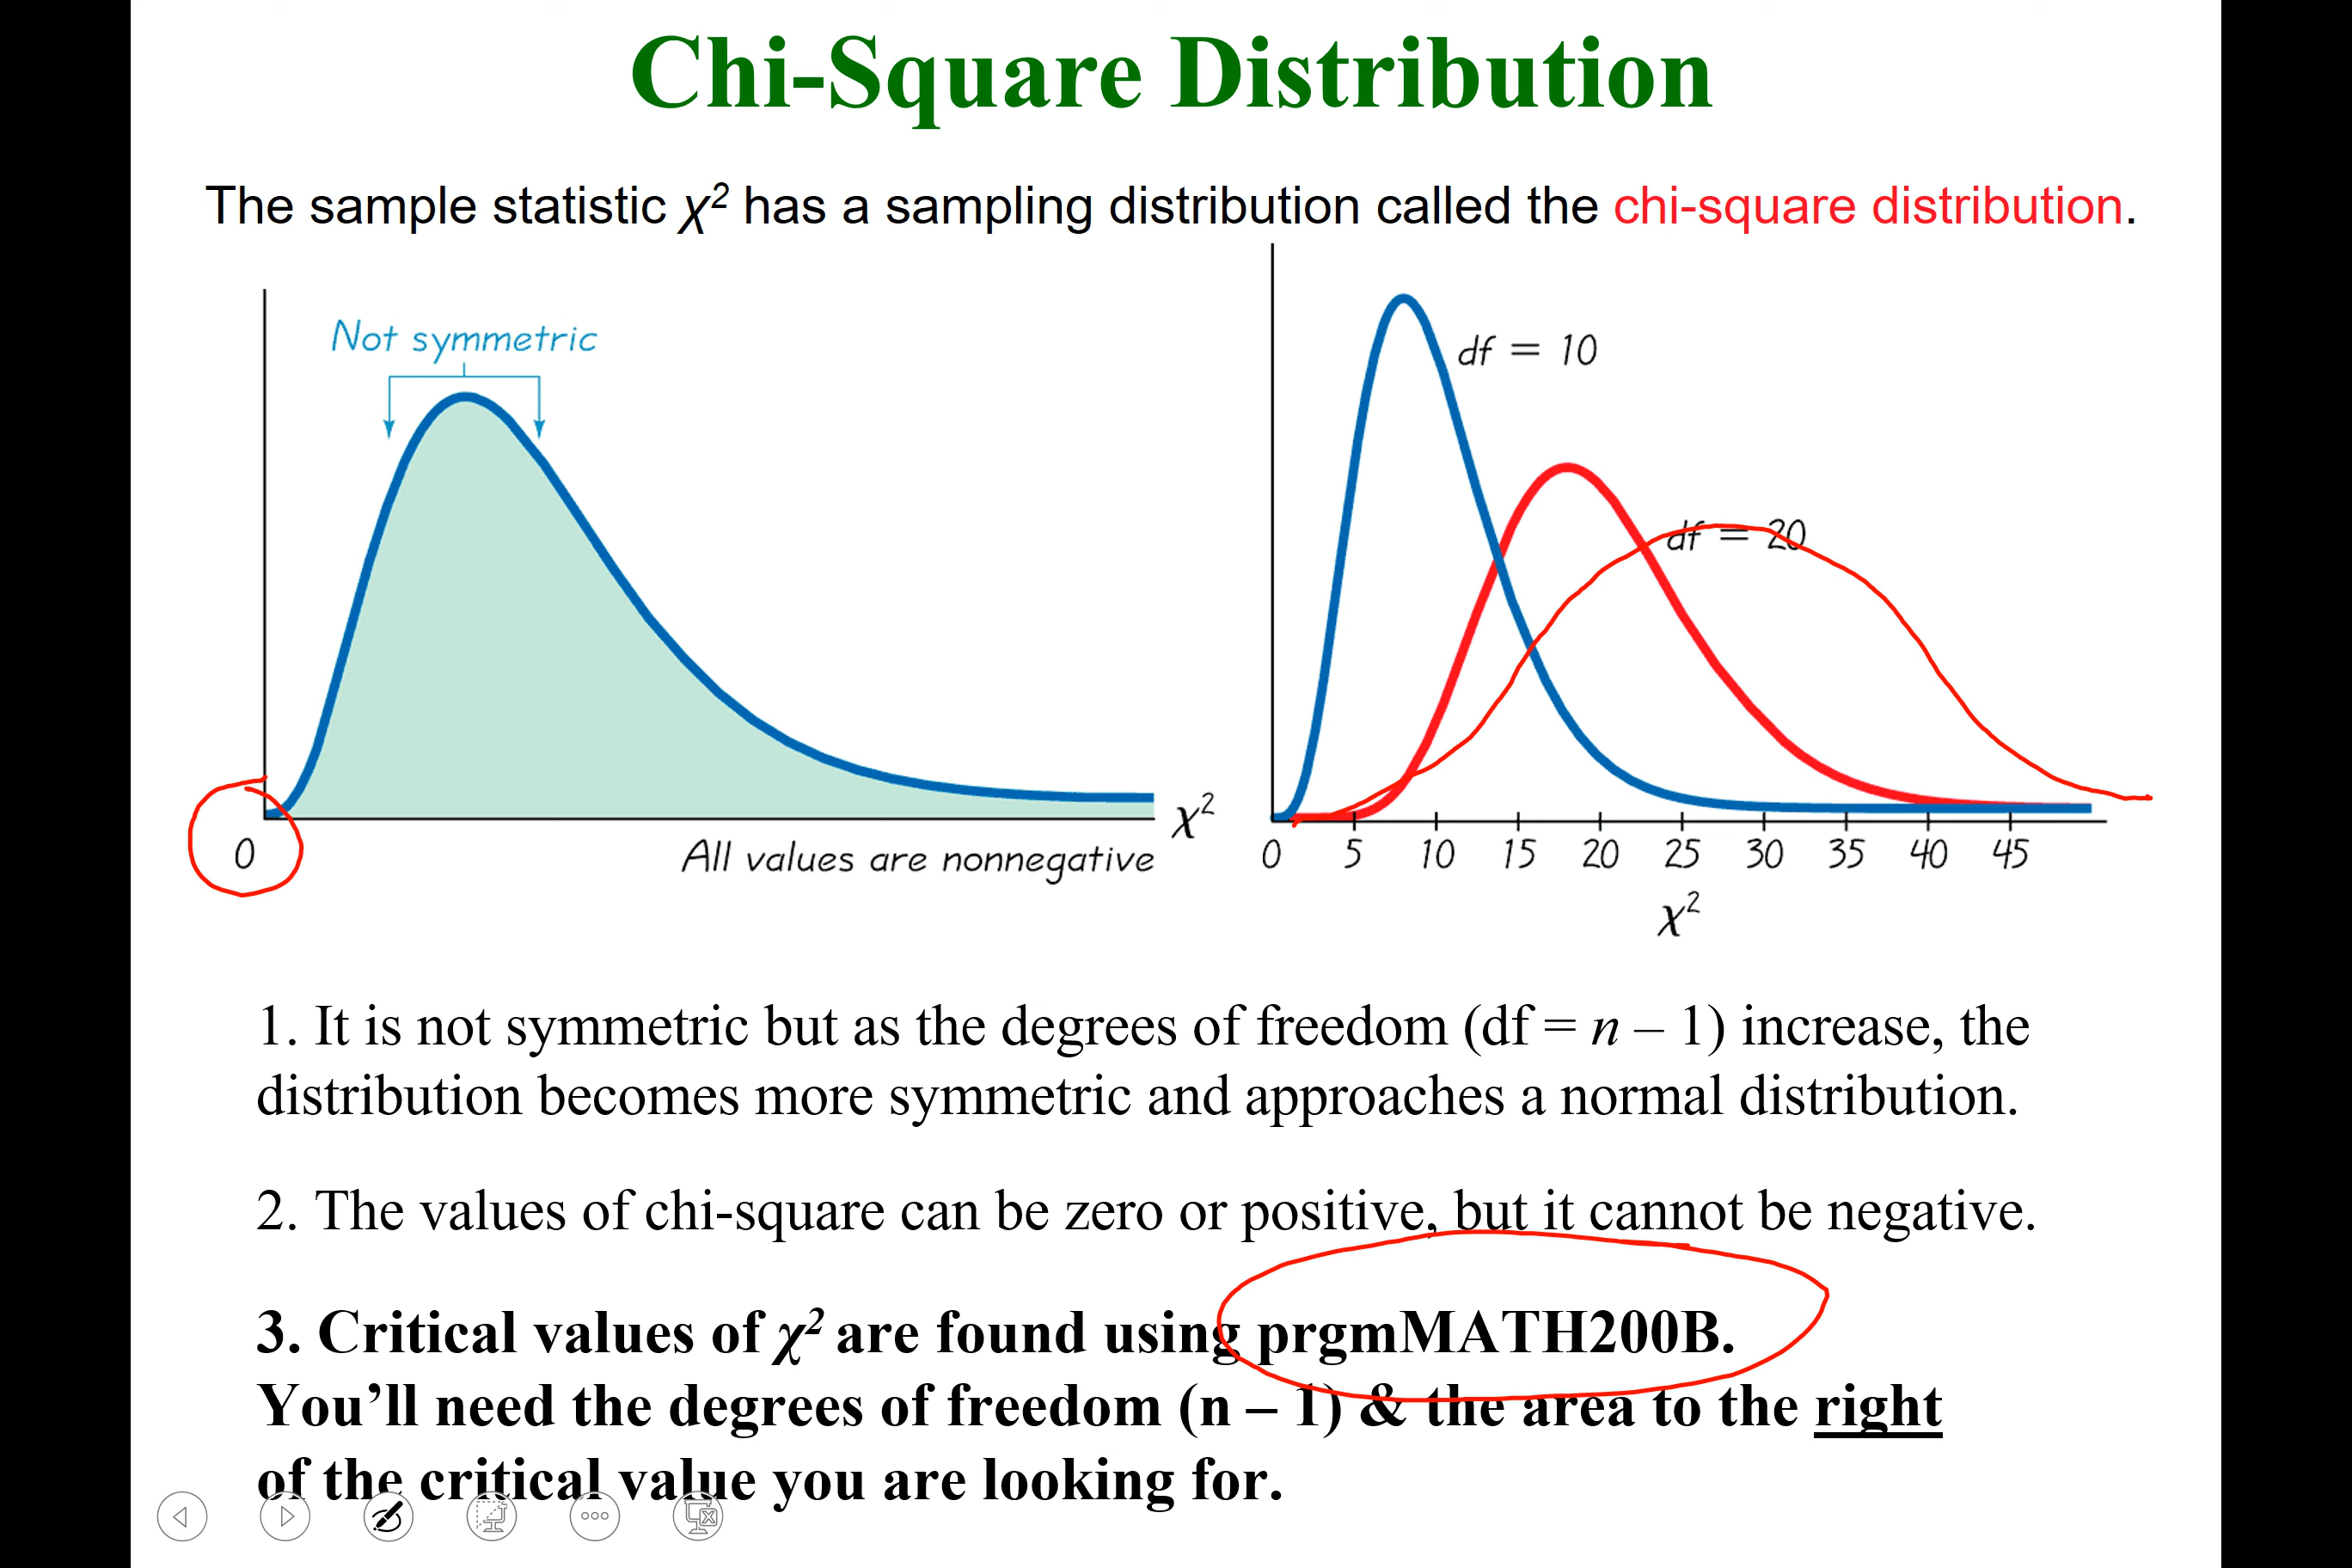 Chi-Square Distribution
The sample statistic χ² has a sampling distribution called the chi-square distribution.
Not symmetric
0
All values are nonnegative
χ²
df = 10
df = 20
0 5 10 15 20 25 30 35 40 45
χ²
1. It is not symmetric but as the degrees of freedom (df = n – 1) increase, the
distribution becomes more symmetric and approaches a normal distribution.
2. The values of chi-square can be zero or positive, but it cannot be negative.
3. Critical values of χ² are found using prgmMATH200B.
You’ll need the degrees of freedom (n – 1) & the area to the right
of the critical value you are looking for.